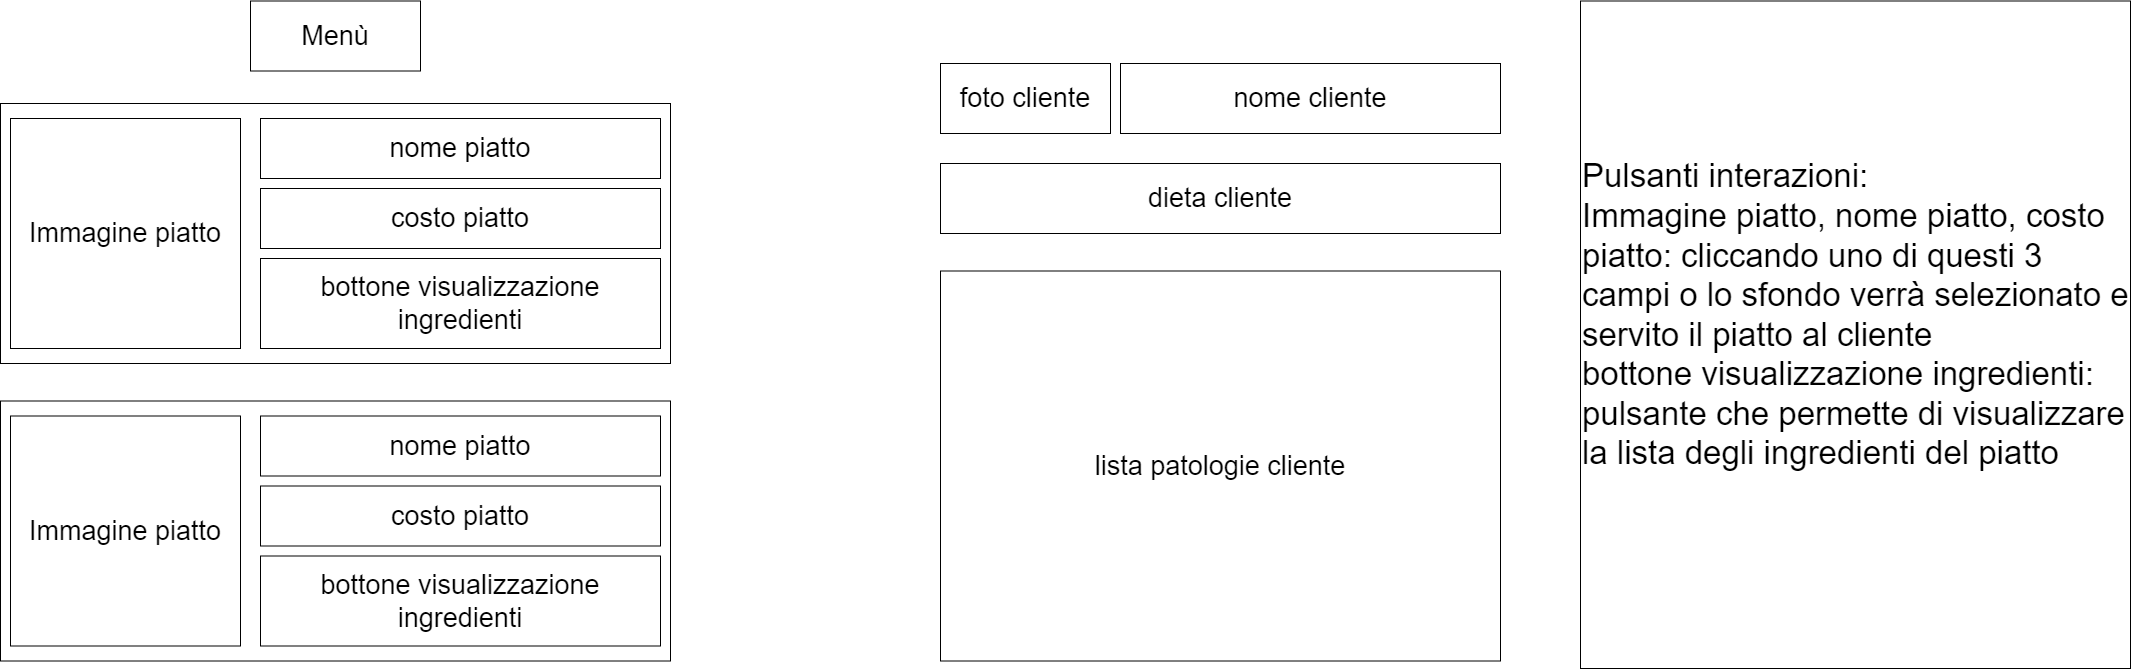 Menù
Immagine piatto
nome piatto
costo piatto
bottone visualizzazione
ingredienti
Immagine piatto
nome piatto
costo piatto
bottone visualizzazione
ingredienti
foto cliente
nome cliente
dieta cliente
lista patologie cliente
Pulsanti interazioni:
Immagine piatto, nome piatto, costo
piatto: cliccando uno di questi 3
campi o lo sfondo verrà selezionato e
servito il piatto al cliente
bottone visualizzazione ingredienti:
pulsante che permette di visualizzare
la lista degli ingredienti del piatto